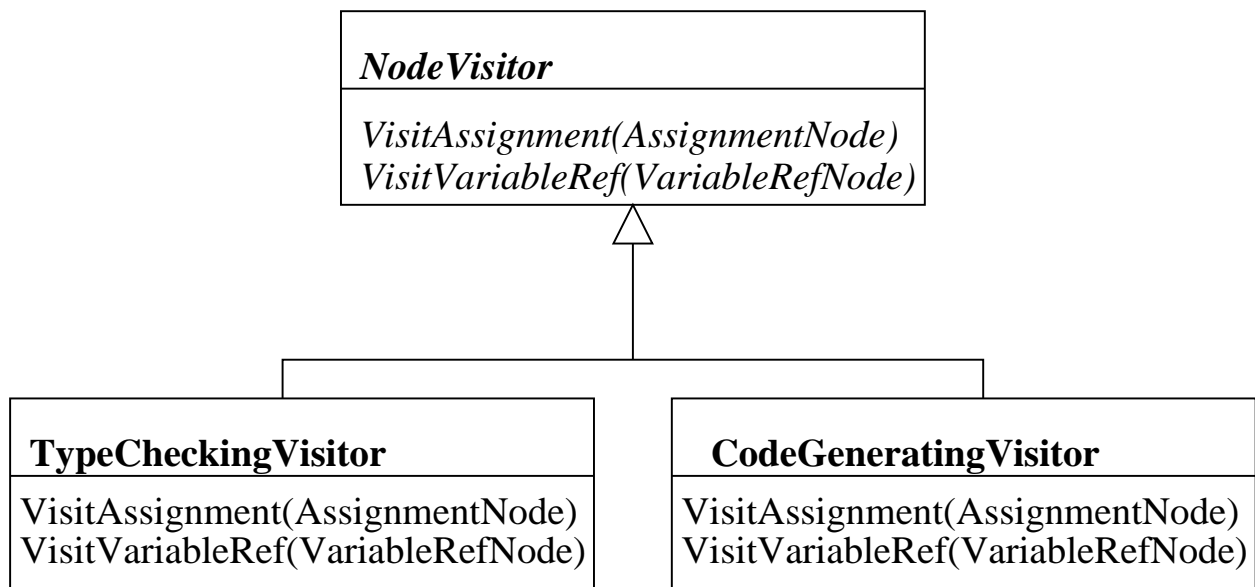 NodeVisitor
VisitAssignment(AssignmentNode)
VisitVariableRef(VariableRefNode)
TypeCheckingVisitor
VisitAssignment(AssignmentNode)
VisitVariableRef(VariableRefNode)
CodeGeneratingVisitor
VisitAssignment(AssignmentNode)
VisitVariableRef(VariableRefNode)